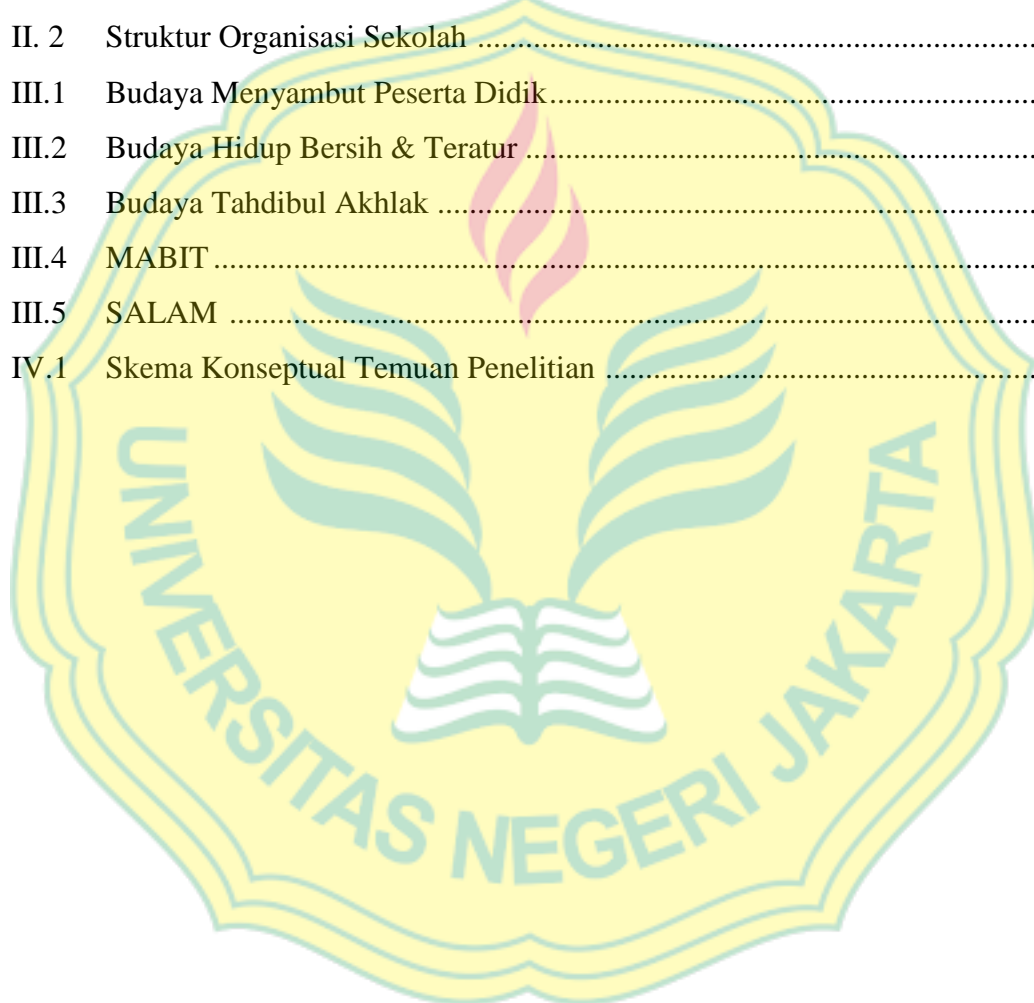 II. 2 Struktur Organisasi Sekolah ......................................................................
III.1 Budaya Menyambut Peserta Didik.............................................................
III.2 Budaya Hidup Bersih & Teratur ................................................................
III.3 Budaya Tahdibul Akhlak ...........................................................................
III.4 MABIT .......................................................................................................
III.5 SALAM .....................................................................................................
IV.1 Skema Konseptual Temuan Penelitian ......................................................
UNIVERSITAS NEGERI JAKARTA